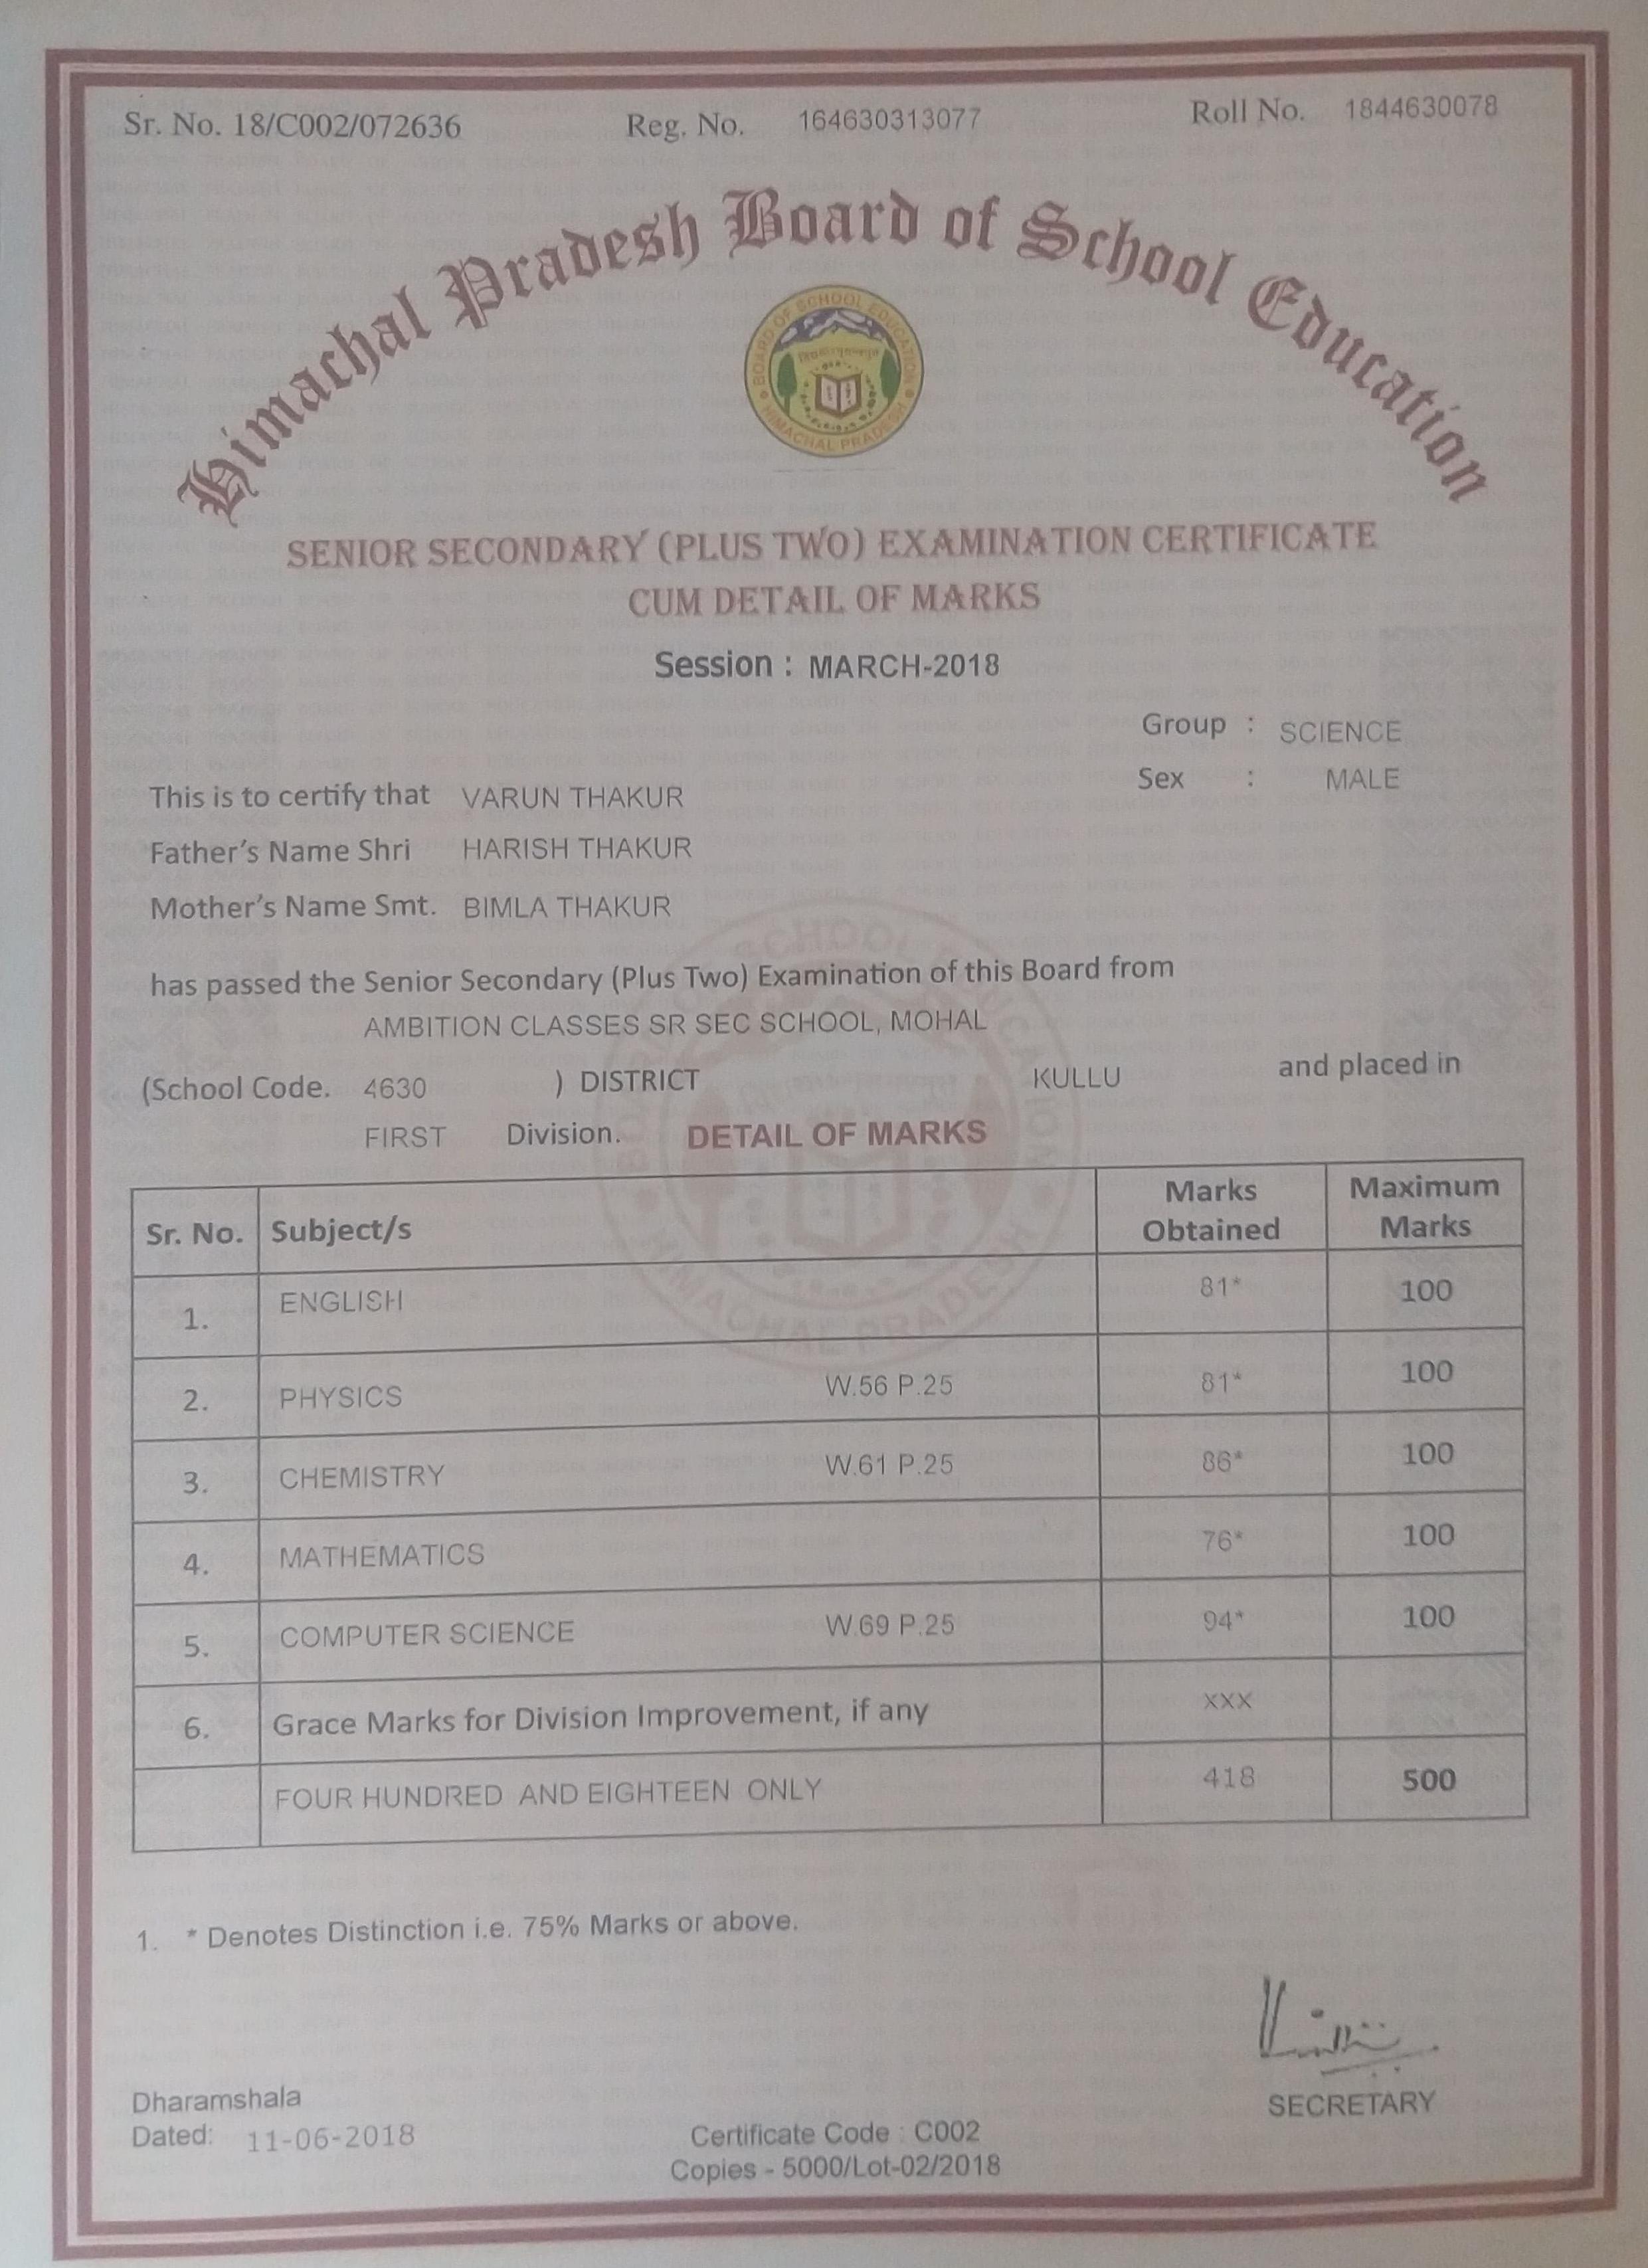 Sr. No. 18/C002/072636 Reg. No. 164630313077 Roll No. 1844630078
Himachal Pradesh Board of School Education
BOARD OF SCHOOL EDUCATION
HIMACHAL PRADESH
SENIOR SECONDARY (PLUS TWO) EXAMINATION CERTIFICATE
CUM DETAIL OF MARKS
Session : MARCH-2018
Group : SCIENCE
Sex : MALE
This is to certify that VARUN THAKUR
Father's Name Shri HARISH THAKUR
Mother's Name Smt. BIMLA THAKUR
has passed the Senior Secondary (Plus Two) Examination of this Board from
AMBITION CLASSES SR SEC SCHOOL, MOHAL
(School Code. 4630 ) DISTRICT KULLU and placed in
FIRST Division. DETAIL OF MARKS
Sr. No. Subject/s Marks Obtained Maximum Marks
1. ENGLISH 81* 100
2. PHYSICS W.56 P.25 81* 100
3. CHEMISTRY W.61 P.25 86* 100
4. MATHEMATICS 76* 100
5. COMPUTER SCIENCE W.69 P.25 94* 100
6. Grace Marks for Division Improvement, if any XXX
FOUR HUNDRED AND EIGHTEEN ONLY 418 500
1. * Denotes Distinction i.e. 75% Marks or above.
SECRETARY
Dharamshala
Dated: 11-06-2018
Certificate Code : C002
Copies - 5000/Lot-02/2018